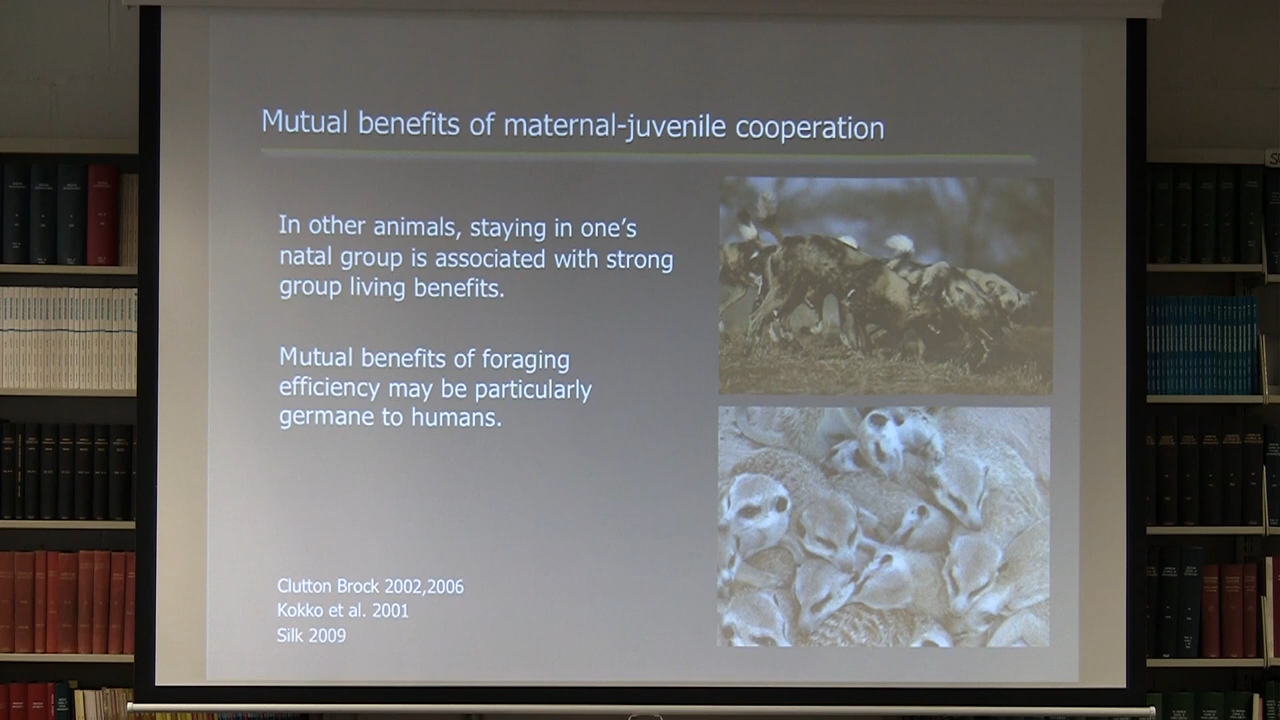 Mutual benefits of maternal-juvenile cooperation
In other animals, staying in one's
natal group is associated with strong
group living benefits.
Mutual benefits of foraging
efficiency may be particularly
germane to humans.
Clutton Brock 2002,2006
Kokko et al. 2001
Silk 2009